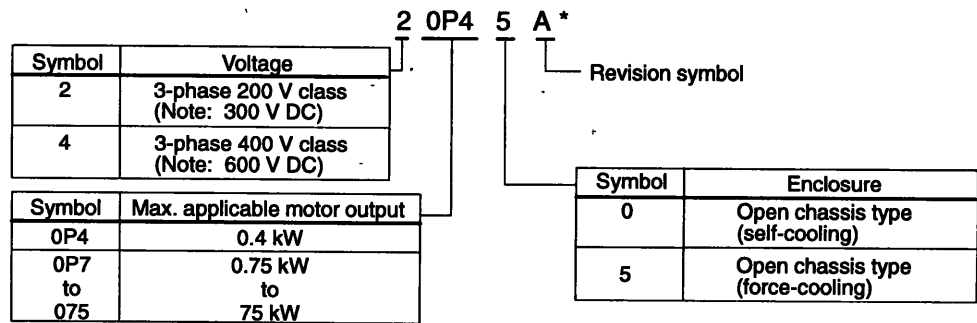 2 0P4 5 A*
Revision symbol
Symbol Voltage
2 3-phase 200 V class
(Note: 300 V DC)
4 3-phase 400 V class
(Note: 600 V DC)
Symbol Max. applicable motor output
0P4 0.4 kW
0P7 0.75 kW
to to
075 75 kW
Symbol Enclosure
0 Open chassis type
(self-cooling)
5 Open chassis type
(force-cooling)